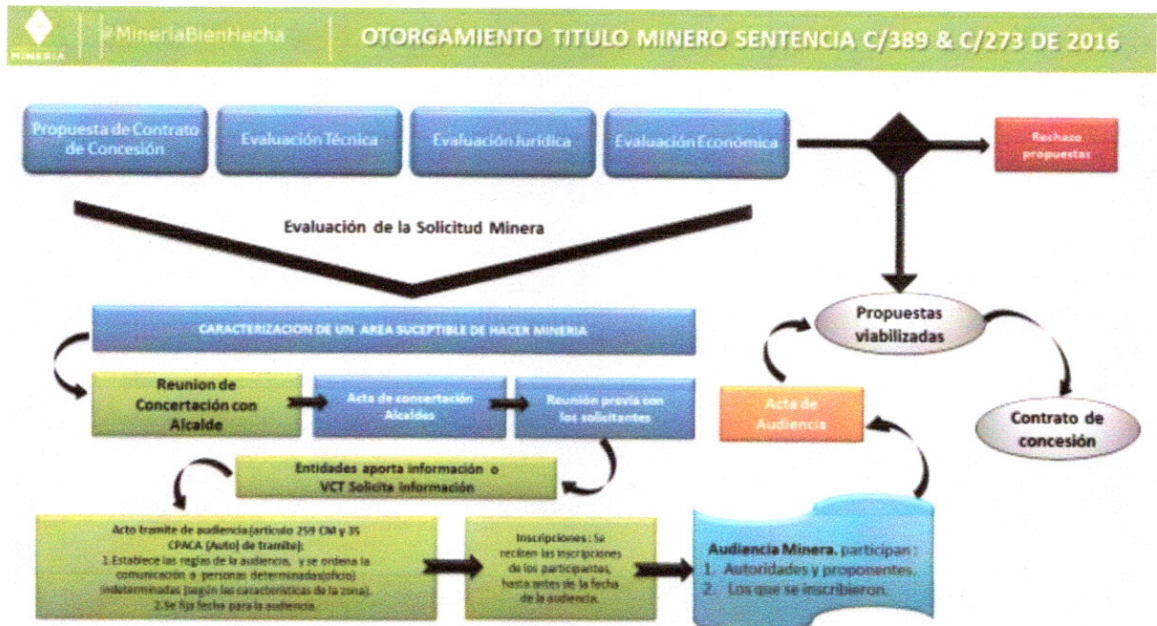 MINERIA
@MineríaBienHecha
OTORGAMIENTO TITULO MINERO SENTENCIA C/389 & C/273 DE 2016
Propuesta de Contrato
de Concesión
Evaluación Técnica
Evaluación Jurídica
Evaluación Económica
Rechazo
propuestas
Evaluación de la Solicitud Minera
CARACTERIZACION DE UN AREA SUCEPTIBLE DE HACER MINERIA
Propuestas
viabilizadas
Reunion de
Concertación con
Alcalde
Acta de concertación
Alcaldes
Reunión previa con
los solicitantes
Acta de
Audiencia
Contrato de
concesión
Entidades aporta información o
VCT Solicita información
Acto tramite de audiencia (artículo 259 CM y 35
CPACA (Auto) de tramite):
1.Establece las reglas de la audiencia, y se ordena la
comunicación a personas determinadas(oficio)
indeterminadas (según las características de la zona).
2.Se fija fecha para la audiencia.
Inscripciones: Se
reciben las inscripciones
de los participantes,
hasta antes de la fecha
de la audiencia.
Audiencia Minera. participan:
1. Autoridades y proponentes.
2. Los que se inscribieron.